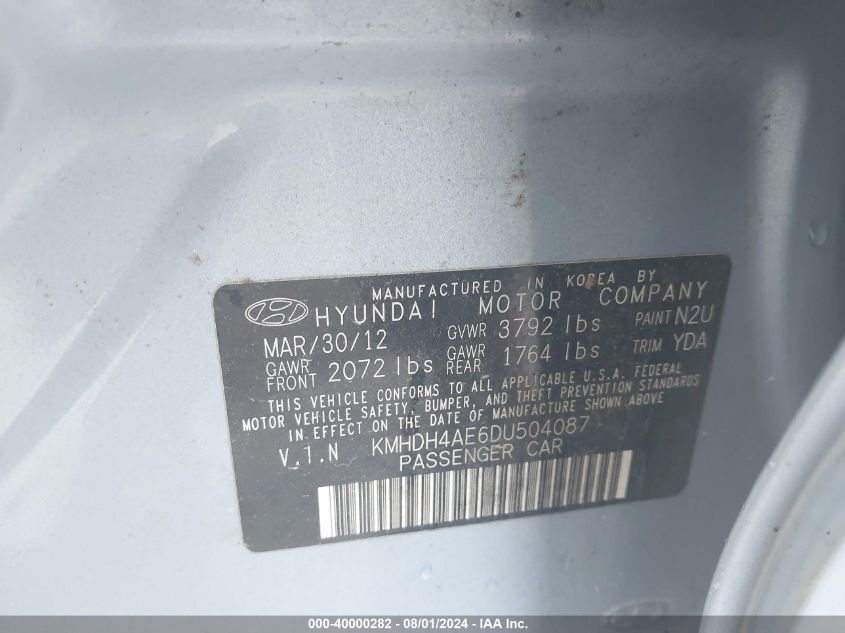 MANUFACTURED IN KOREA BY
HYUNDAI MOTOR COMPANY
MAR/30/12 GVWR 3792 lbs PAINT N2U
GAWR FRONT 2072 lbs GAWR REAR 1764 lbs TRIM YDA
THIS VEHICLE CONFORMS TO ALL APPLICABLE U.S.A. FEDERAL
MOTOR VEHICLE SAFETY, BUMPER, AND THEFT PREVENTION STANDARDS
IN EFFECT ON THE DATE OF MANUFACTURE SHOWN ABOVE
V.I.N KMHDH4AE6DU504087
PASSENGER CAR
000-40000282 - 08/01/2024 - IAA Inc.